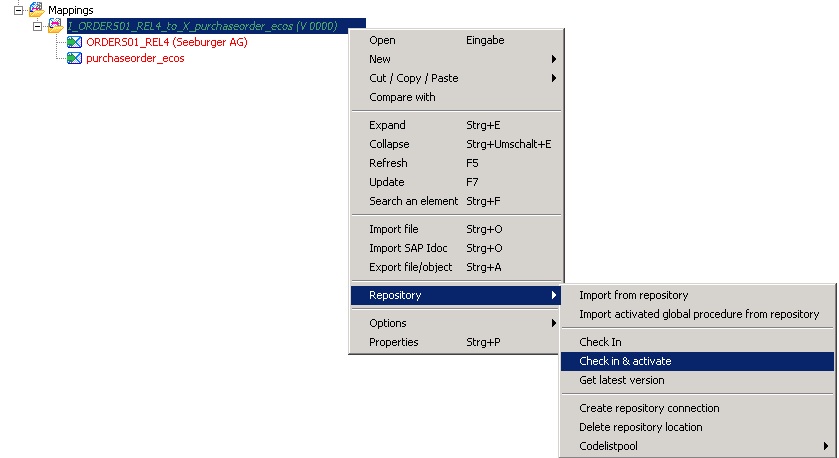 Mappings
I_ORDERS01_REL4_to_X_purchaseorder_ecos (V 0000)
ORDERS01_REL4 (Seeburger AG)
purchaseorder_ecos
Open Eingabe
New
Cut / Copy / Paste
Compare with
Expand Strg+E
Collapse Strg+Umschalt+E
Refresh F5
Update F7
Search an element Strg+F
Import file Strg+O
Import SAP Idoc Strg+O
Export file/object Strg+A
Repository
Options
Properties Strg+P
Import from repository
Import activated global procedure from repository
Check In
Check in & activate
Get latest version
Create repository connection
Delete repository location
Codelistpool